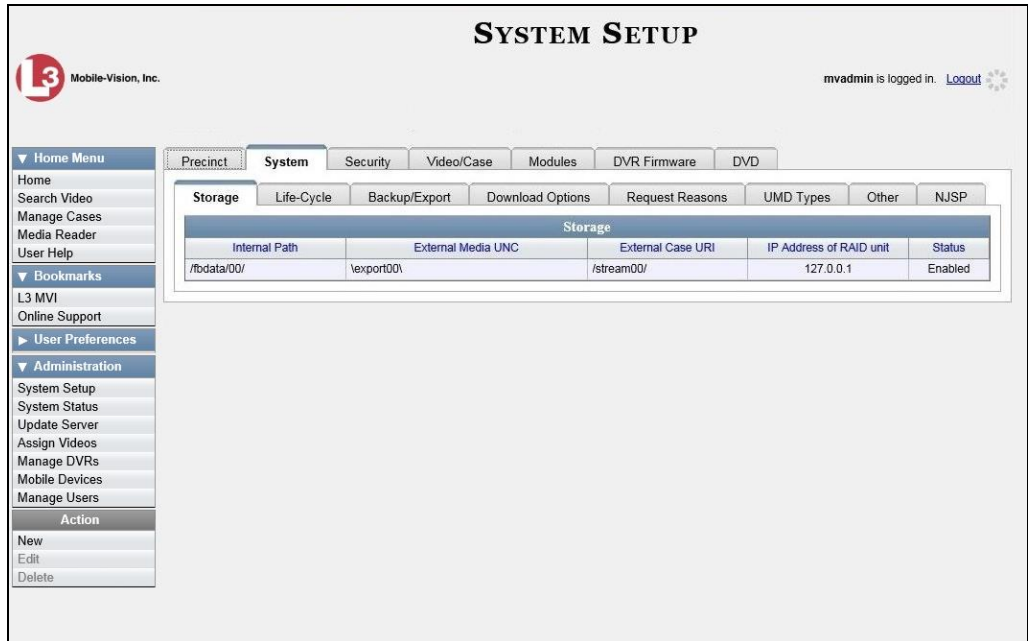 SYSTEM SETUP
L3 Mobile-Vision, Inc.
mvadmin is logged in. Logout
▼ Home Menu
Home
Search Video
Manage Cases
Media Reader
User Help
▼ Bookmarks
L3 MVI
Online Support
▶ User Preferences
▼ Administration
System Setup
System Status
Update Server
Assign Videos
Manage DVRs
Mobile Devices
Manage Users
Action
New
Edit
Delete
Precinct System Security Video/Case Modules DVR Firmware DVD
Storage Life-Cycle Backup/Export Download Options Request Reasons UMD Types Other NJSP
Storage
Internal Path External Media UNC External Case URI IP Address of RAID unit Status
/fbdata/00/ \export00\ /stream00/ 127.0.0.1 Enabled